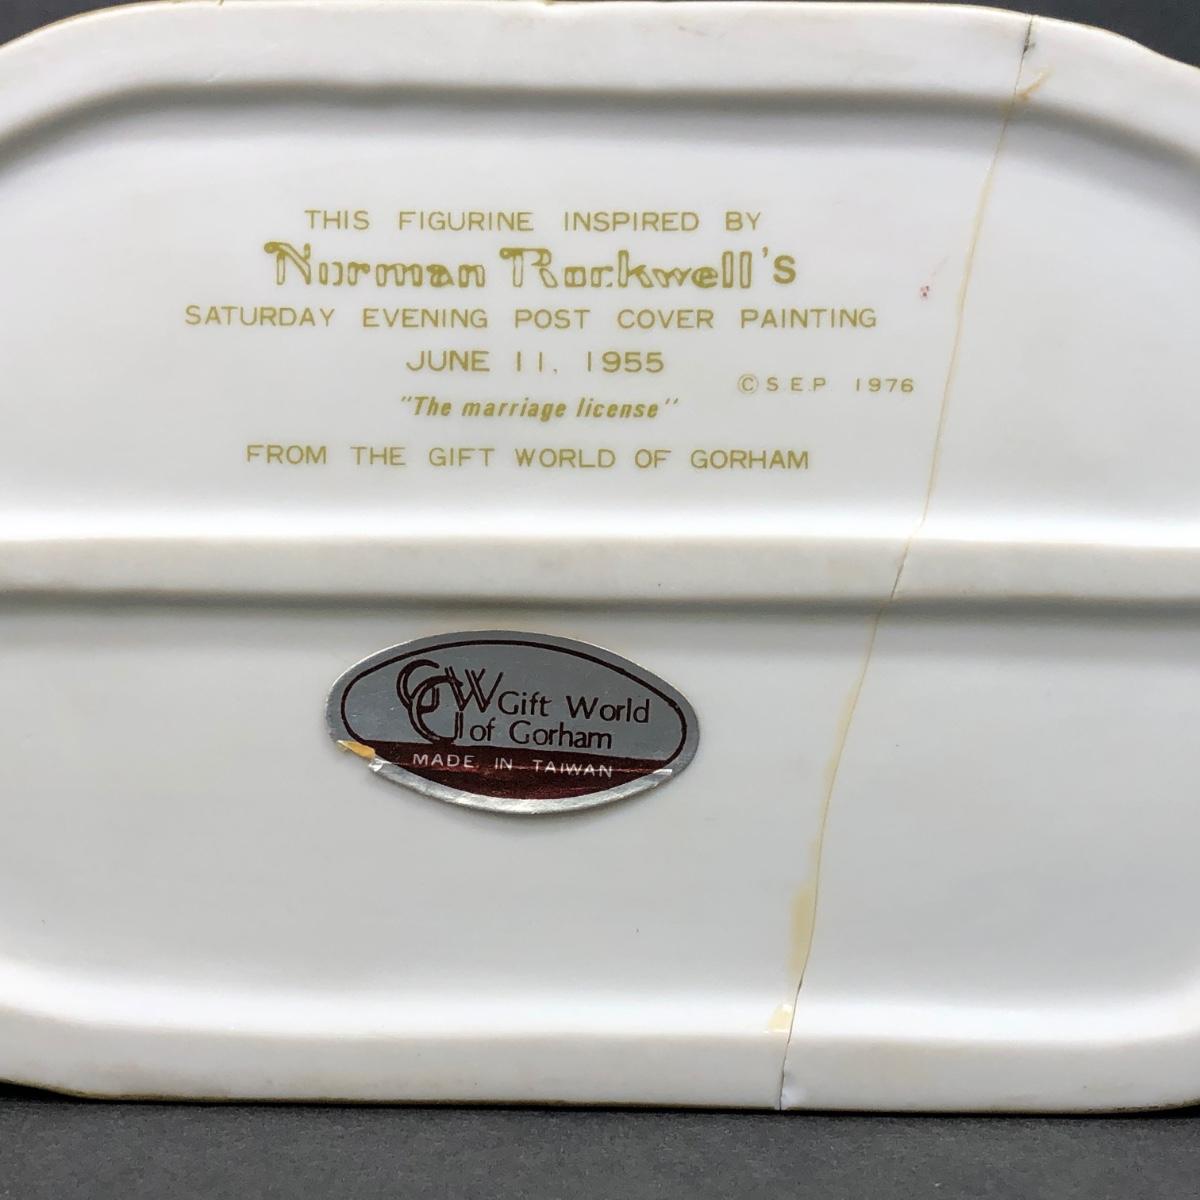 THIS FIGURINE INSPIRED BY
Norman Rockwell's
SATURDAY EVENING POST COVER PAINTING
JUNE 11, 1955
© S.E.P 1976
"The marriage license"
FROM THE GIFT WORLD OF GORHAM
GWG Gift World
of Gorham
MADE IN TAIWAN